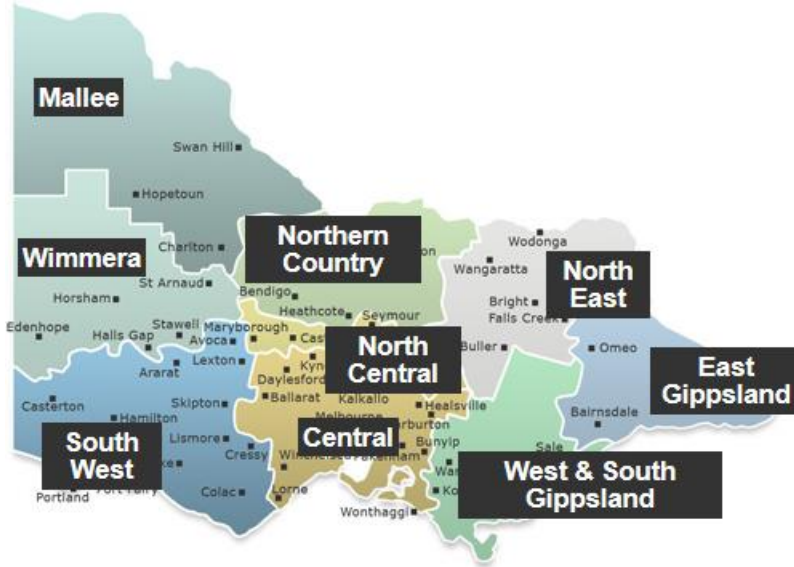 Mallee
Swan Hill
Hopetoun
Charlton
Wimmera
St Arnaud
Horsham
Edenhope
Halls Gap
Stawell
Ararat
Northern
Country
Bendigo
Heathcote
Seymour
Maryborough
Avoca
Lexton
North
Central
Daylesford
Ballarat
Kalkallo
Healsville
Central
Bunyip
Lorne
Wonthaggi
Wodonga
Wangaratta
North
East
Bright
Falls Creek
Buller
Omeo
East
Gippsland
Bairnsdale
Sale
West & South
Gippsland
Casterton
Hamilton
Skipton
Lismore
Cressy
South
West
Colac
Portland